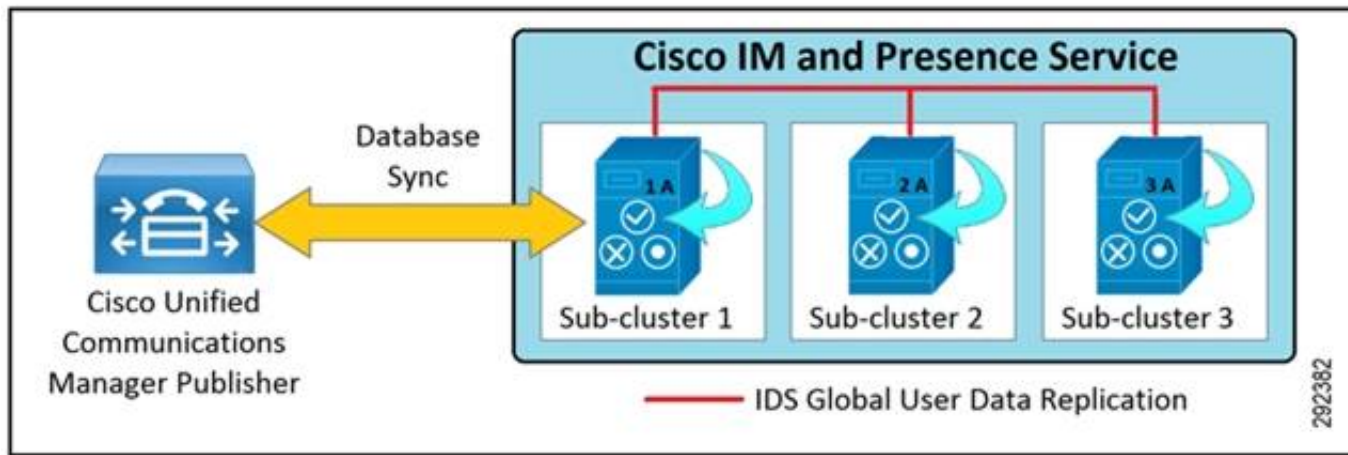 Cisco IM and Presence Service
Database
Sync
1 A
2 A
3 A
Cisco Unified
Communications
Manager Publisher
Sub-cluster 1
Sub-cluster 2
Sub-cluster 3
IDS Global User Data Replication
292382